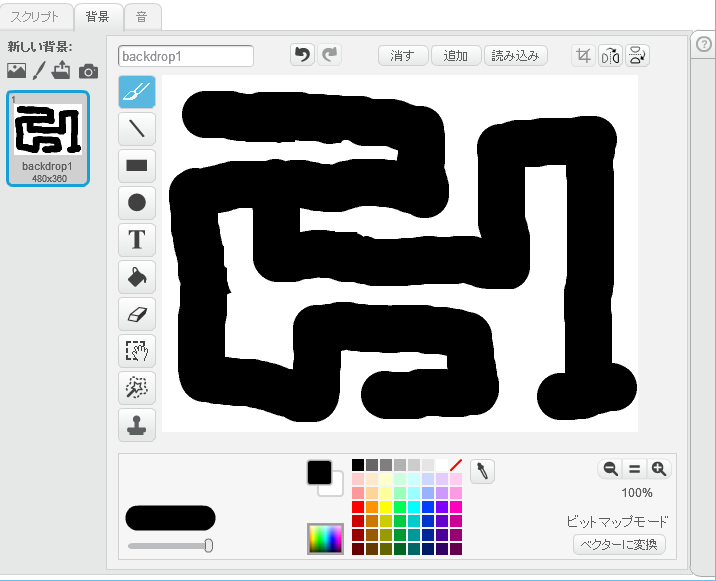 スクリプト 背景 音
新しい背景:
backdrop1 消す 追加 読み込み
1
backdrop1
480x360
T
100%
ビットマップモード
ベクターに変換